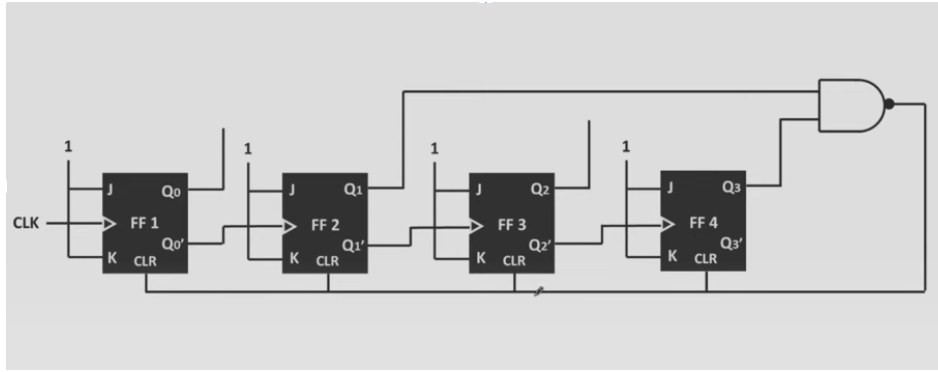 1 1 1 1
J Q0 J Q1 J Q2 J Q3
CLK FF 1 FF 2 FF 3 FF 4
K Q0' K Q1' K Q2' K Q3'
CLR CLR CLR CLR